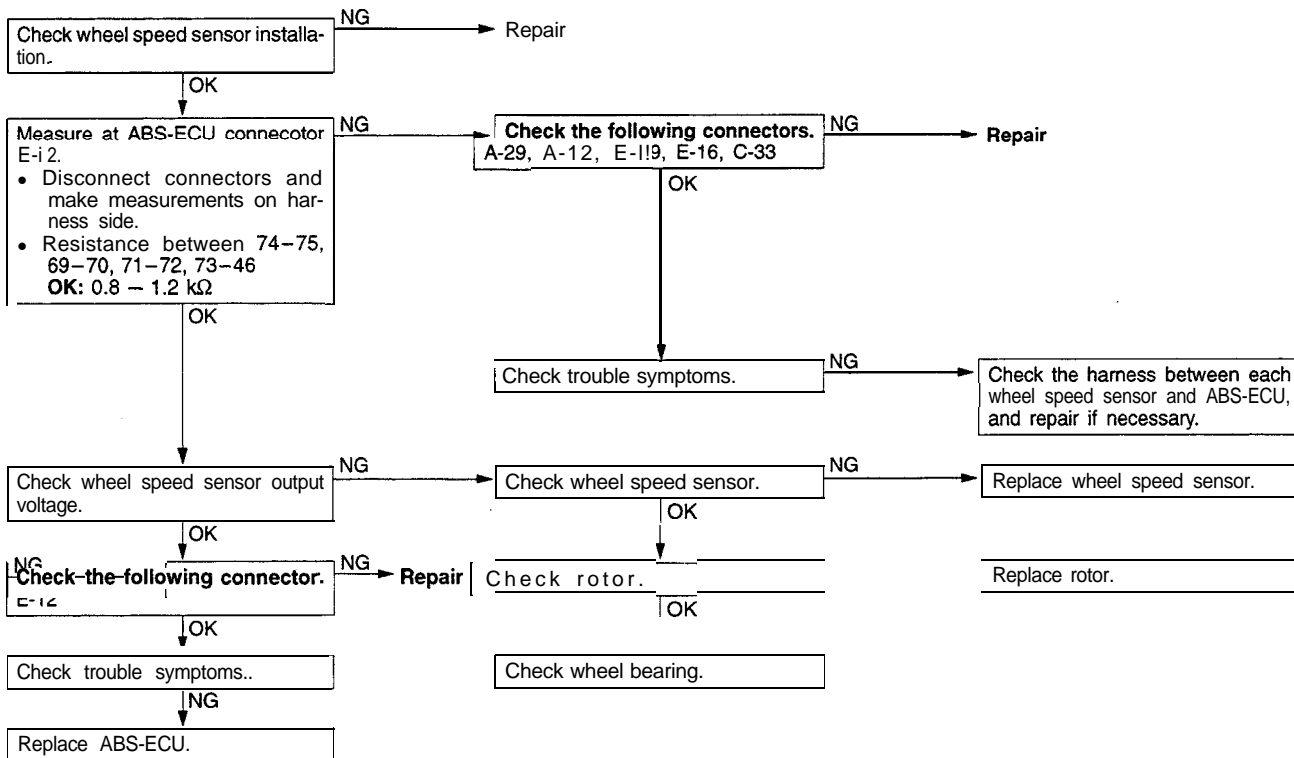 NG
Check wheel speed sensor installa-
tion.
Repair
OK
Measure at ABS-ECU connecotor
E-i 2.
• Disconnect connectors and
make measurements on har-
ness side.
• Resistance between 74–75,
69–70, 71–72, 73–46
OK: 0.8 – 1.2 kΩ
NG
Check the following connectors.
A-29, A-12, E-I!9, E-16, C-33
NG
Repair
OK
OK
Check trouble symptoms.
NG
Check the harness between each
wheel speed sensor and ABS-ECU,
and repair if necessary.
Check wheel speed sensor output
voltage.
NG
Check wheel speed sensor.
NG
Replace wheel speed sensor.
OK
OK
NG
Check the following connector.
E-12
NG
Repair
Check rotor.
Replace rotor.
OK
OK
Check trouble symptoms..
Check wheel bearing.
NG
Replace ABS-ECU.